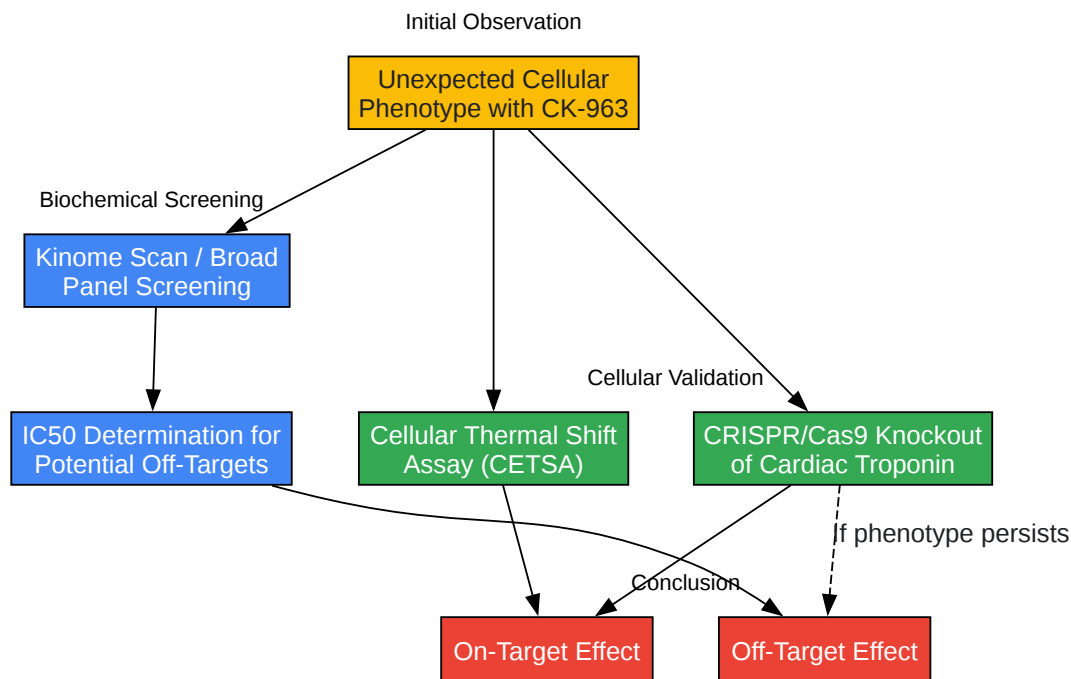 Initial Observation
Unexpected Cellular
Phenotype with CK-963
Biochemical Screening
Kinome Scan / Broad
Panel Screening
Cellular Validation
IC50 Determination for
Potential Off-Targets
Cellular Thermal Shift
Assay (CETSA)
CRISPR/Cas9 Knockout
of Cardiac Troponin
If phenotype persists
Conclusion
On-Target Effect
Off-Target Effect